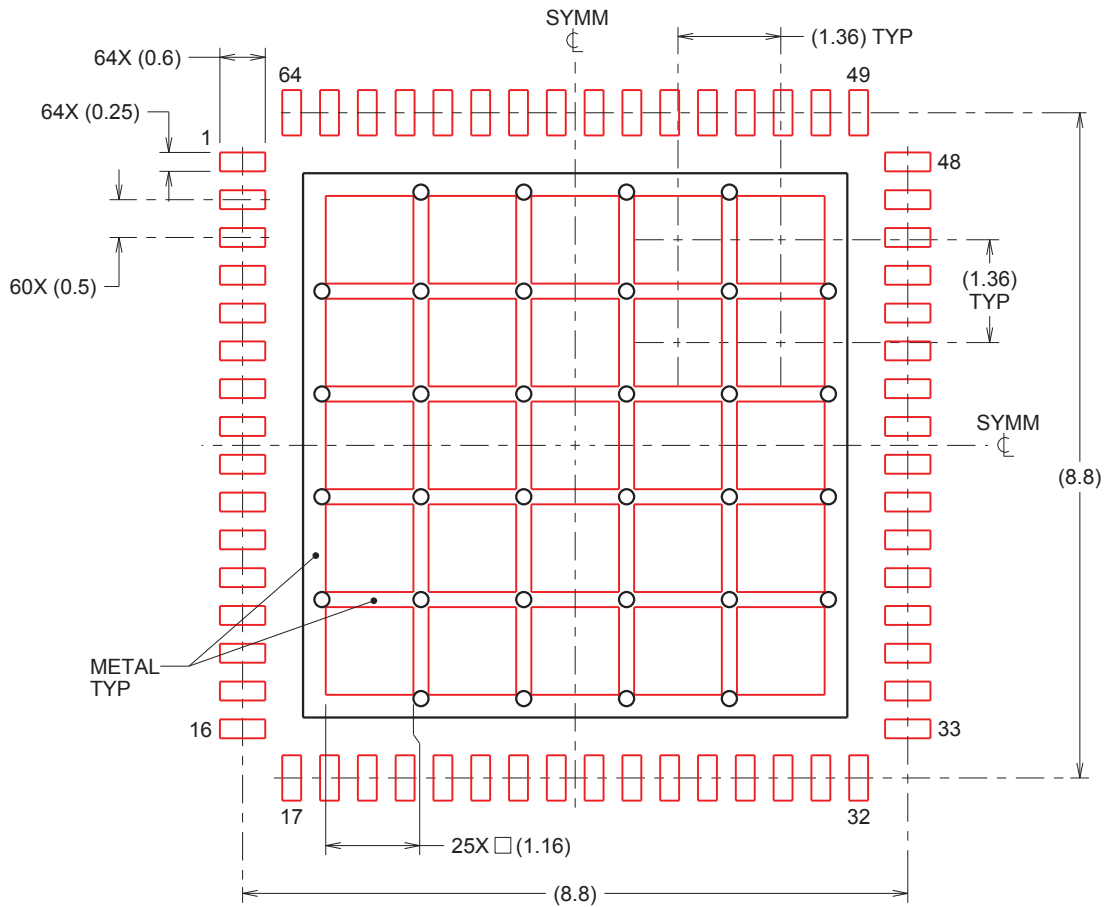 SYMM
℄
(1.36) TYP
64X (0.6)
64
49
64X (0.25)
1
48
60X (0.5)
(1.36)
TYP
SYMM
℄
(8.8)
METAL
TYP
16
33
17
32
25X □ (1.16)
(8.8)